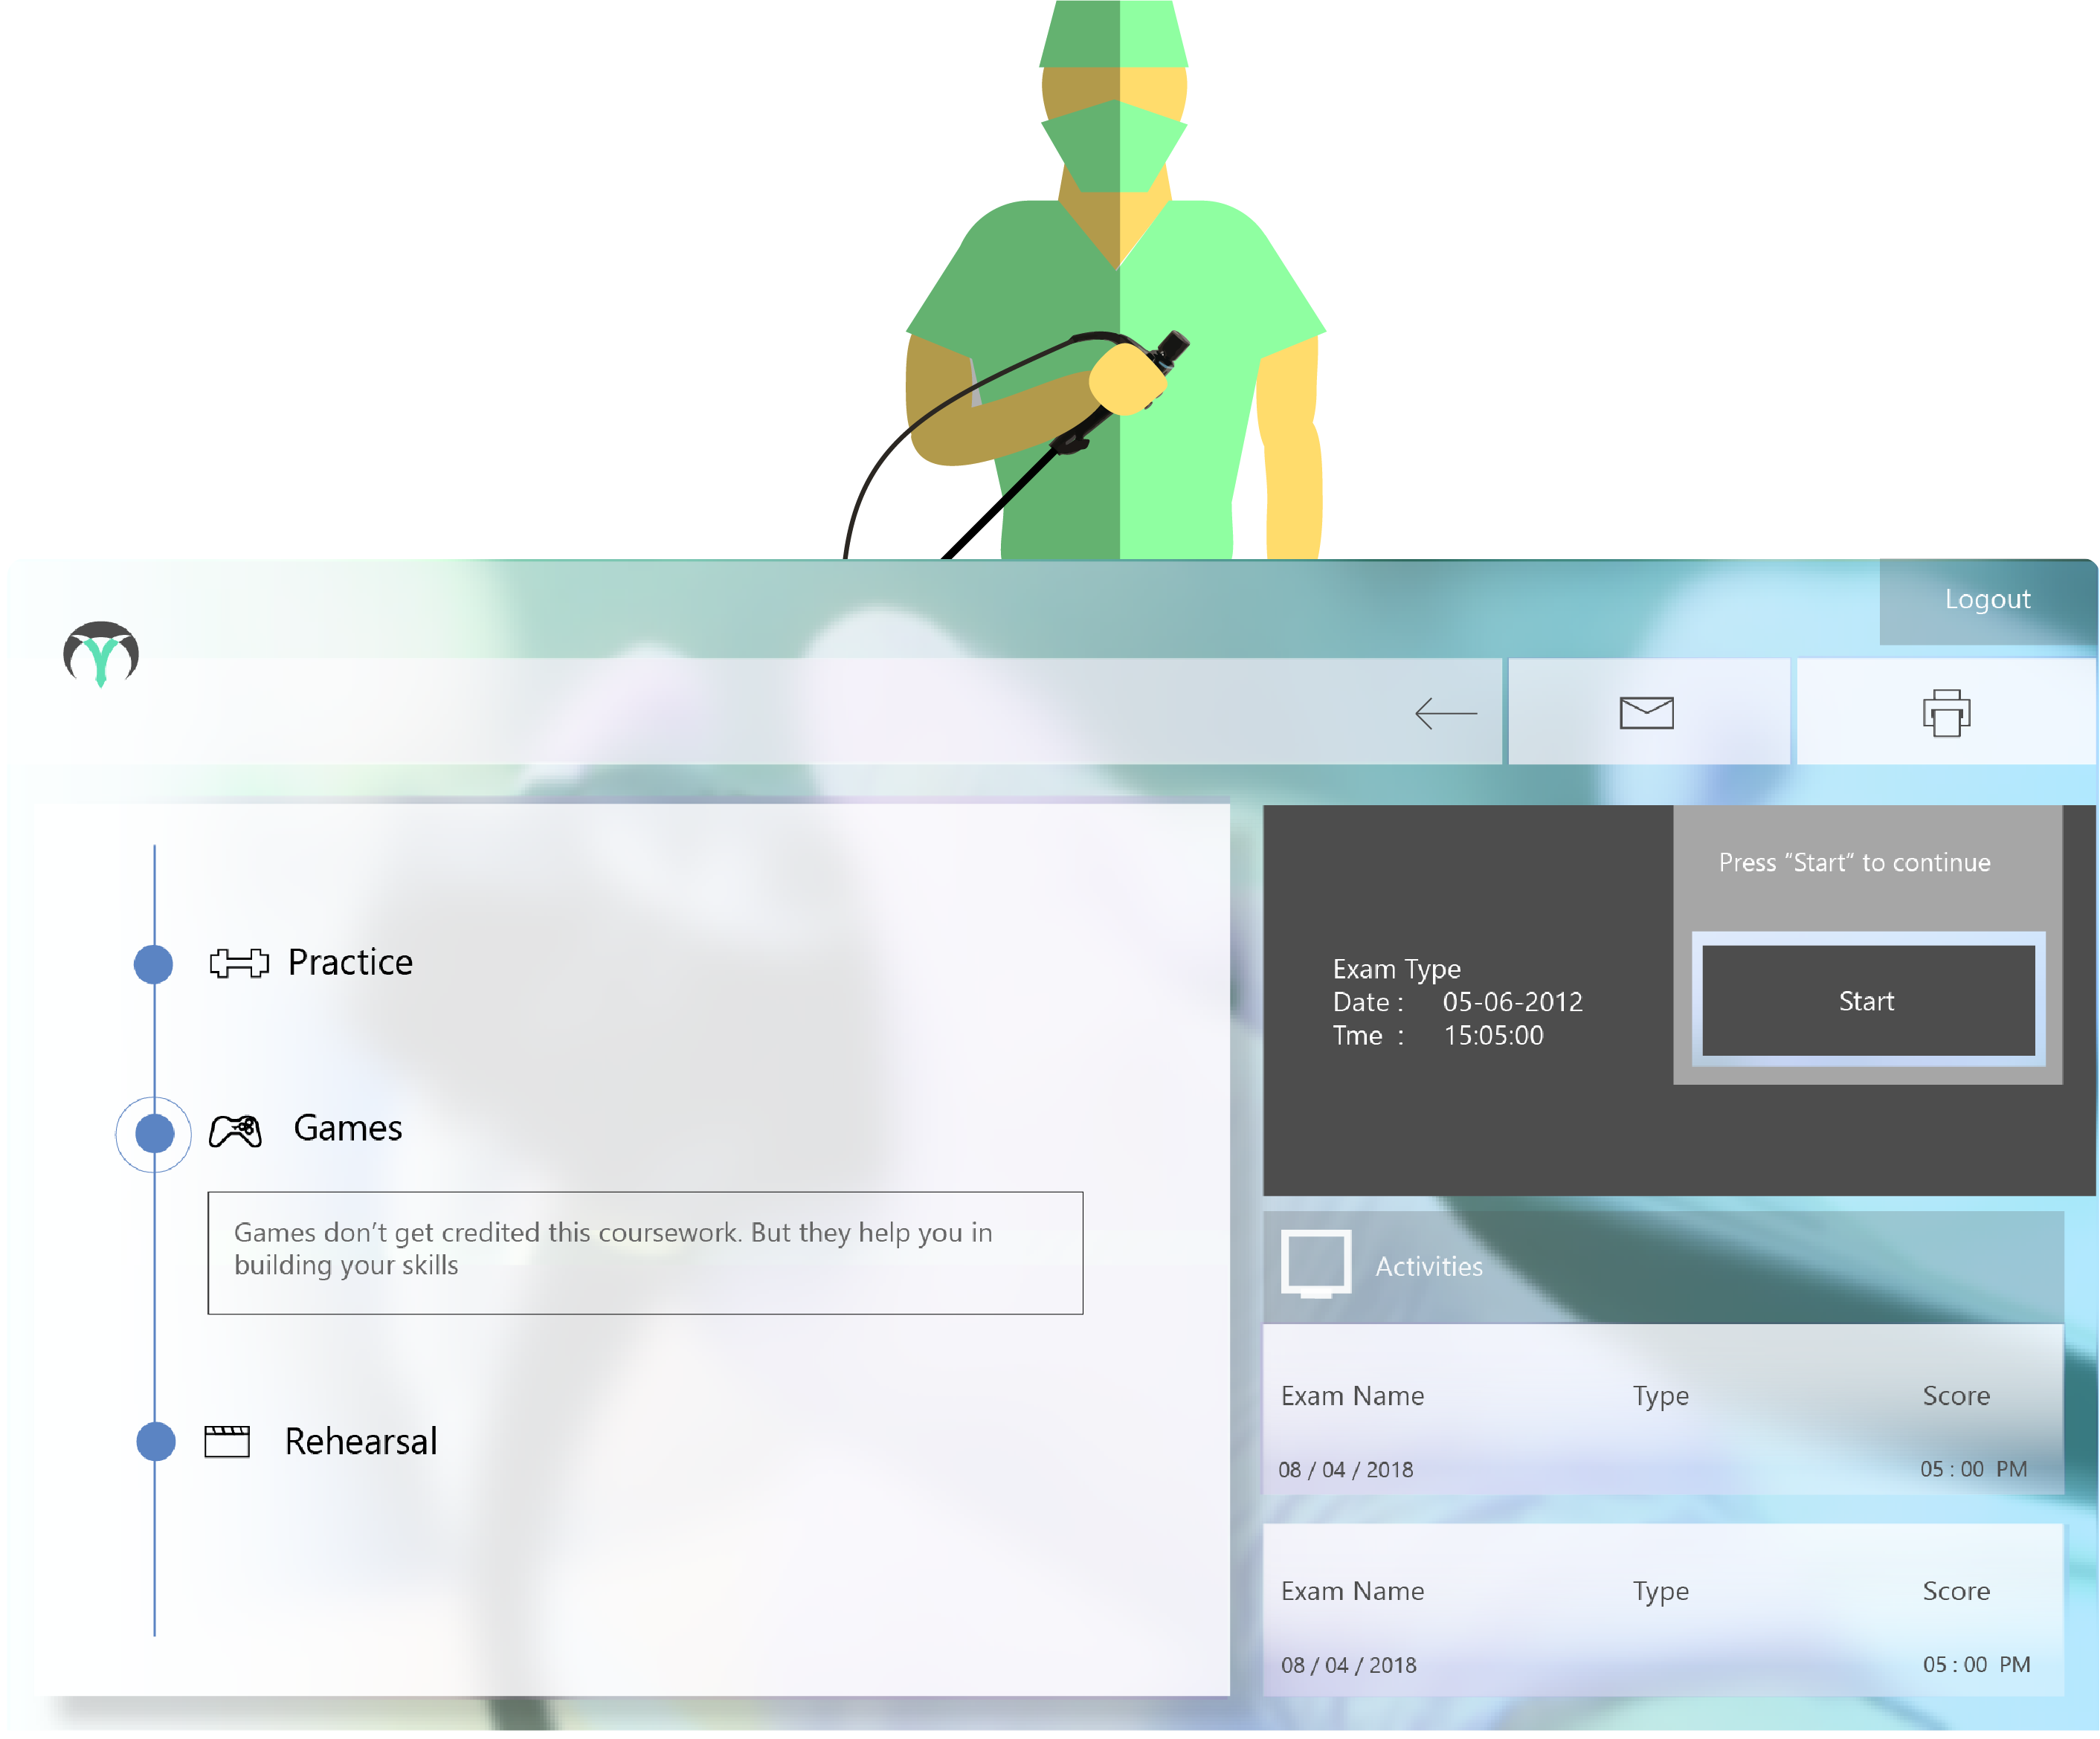 Logout
Practice
Games
Games don’t get credited this coursework. But they help you in
building your skills
Rehearsal
Press “Start” to continue
Start
Exam Type
Date : 05-06-2012
Tme : 15:05:00
Activities
Exam Name Type Score
08 / 04 / 2018 05 : 00 PM
Exam Name Type Score
08 / 04 / 2018 05 : 00 PM